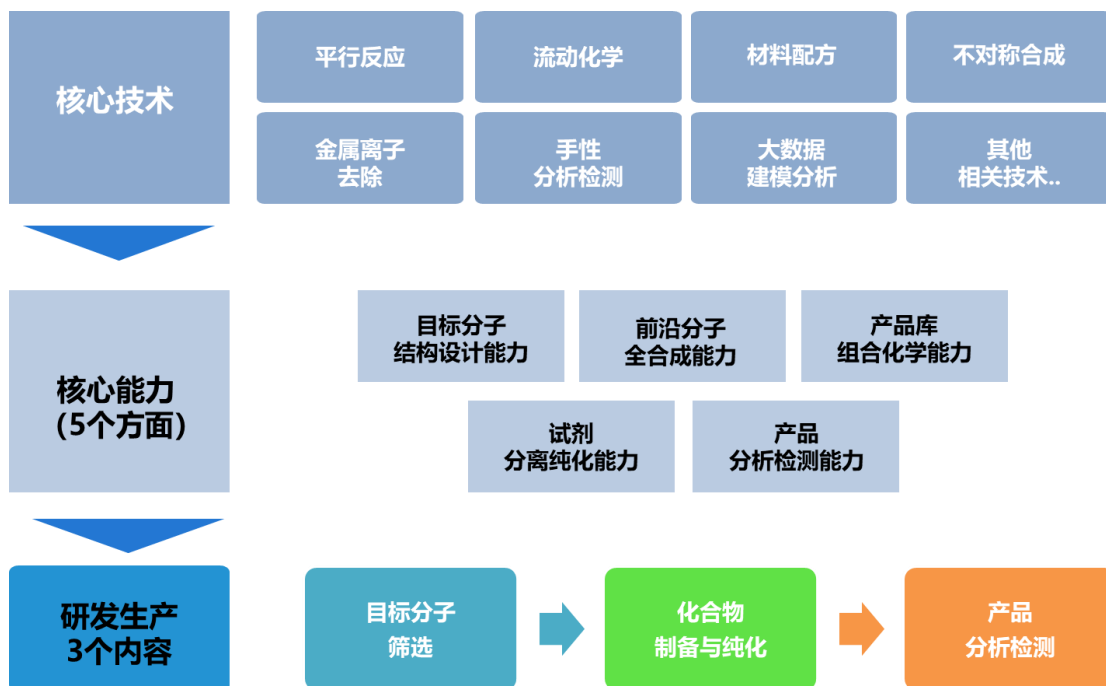 核心技术
平行反应
流动化学
材料配方
不对称合成
金属离子
去除
手性
分析检测
大数据
建模分析
其他
相关技术..
核心能力
（5个方面）
目标分子
结构设计能力
前沿分子
全合成能力
产品库
组合化学能力
试剂
分离纯化能力
产品
分析检测能力
研发生产
3个内容
目标分子
筛选
化合物
制备与纯化
产品
分析检测